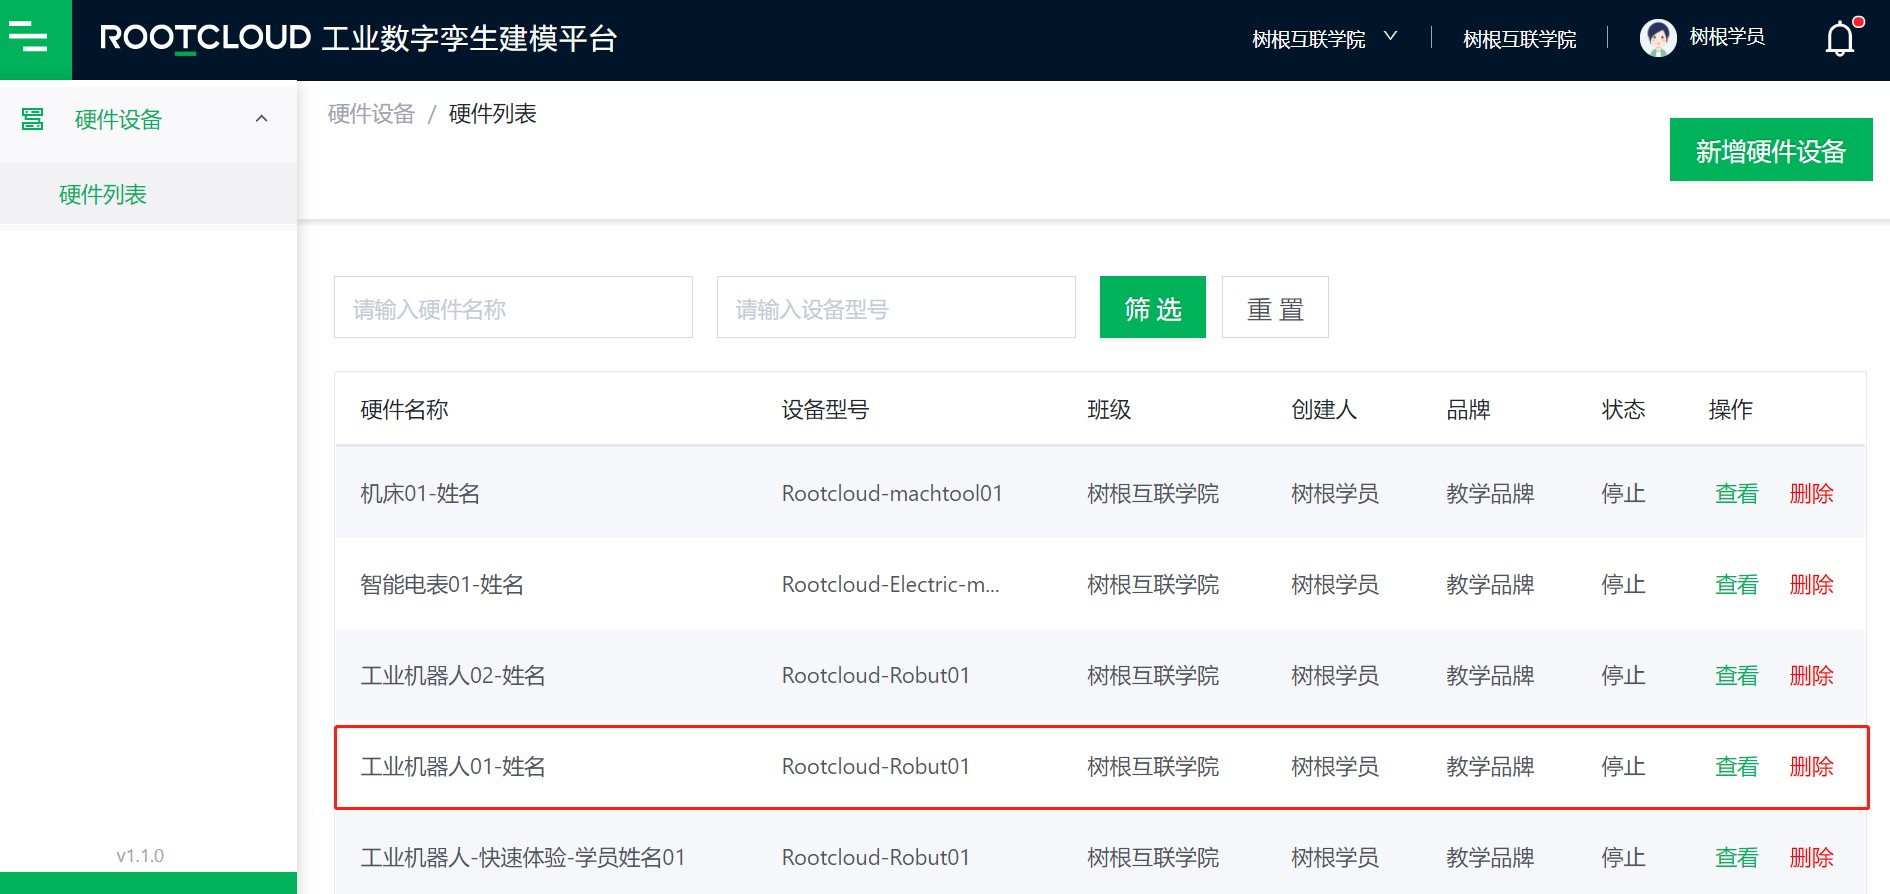 ROOTCLOUD 工业数字孪生建模平台
树根互联学院
树根互联学院
树根学员
硬件设备
硬件列表
硬件设备 / 硬件列表
新增硬件设备
请输入硬件名称
请输入设备型号
筛选
重置
硬件名称 设备型号 班级 创建人 品牌 状态 操作
机床01-姓名 Rootcloud-machtool01 树根互联学院 树根学员 教学品牌 停止 查看 删除
智能电表01-姓名 Rootcloud-Electric-m... 树根互联学院 树根学员 教学品牌 停止 查看 删除
工业机器人02-姓名 Rootcloud-Robut01 树根互联学院 树根学员 教学品牌 停止 查看 删除
工业机器人01-姓名 Rootcloud-Robut01 树根互联学院 树根学员 教学品牌 停止 查看 删除
工业机器人-快速体验-学员姓名01 Rootcloud-Robut01 树根互联学院 树根学员 教学品牌 停止 查看 删除
v1.1.0